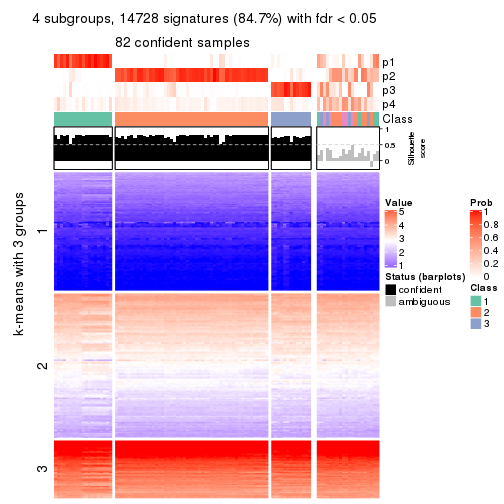 4 subgroups, 14728 signatures (84.7%) with fdr < 0.05
82 confident samples
p1
p2
p3
p4
Class
1
0.5
0
Silhouette
score
k-means with 3 groups
1
2
3
Value
5
4
3
2
1
Status (barplots)
confident
ambiguous
Prob
1
0.8
0.6
0.4
0.2
0
Class
1
2
3